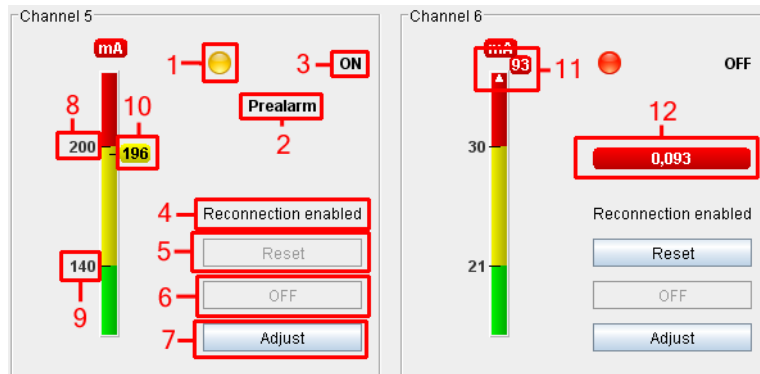 Channel 5
mA
1
3
ON
8
10
Prealarm
2
200
196
4
Reconnection enabled
5
Reset
140
6
OFF
9
7
Adjust
Channel 6
mA
93
11
OFF
12
30
0,093
Reconnection enabled
21
Reset
OFF
Adjust